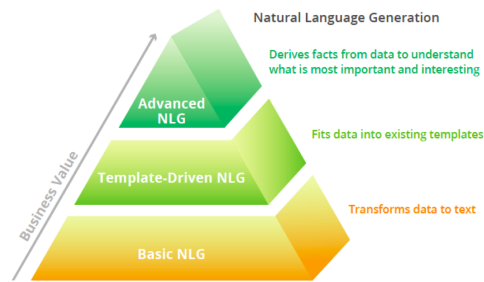 Natural Language Generation
Derives facts from data to understand
what is most important and interesting
Advanced
NLG
Fits data into existing templates
Template-Driven NLG
Business Value
Transforms data to text
Basic NLG